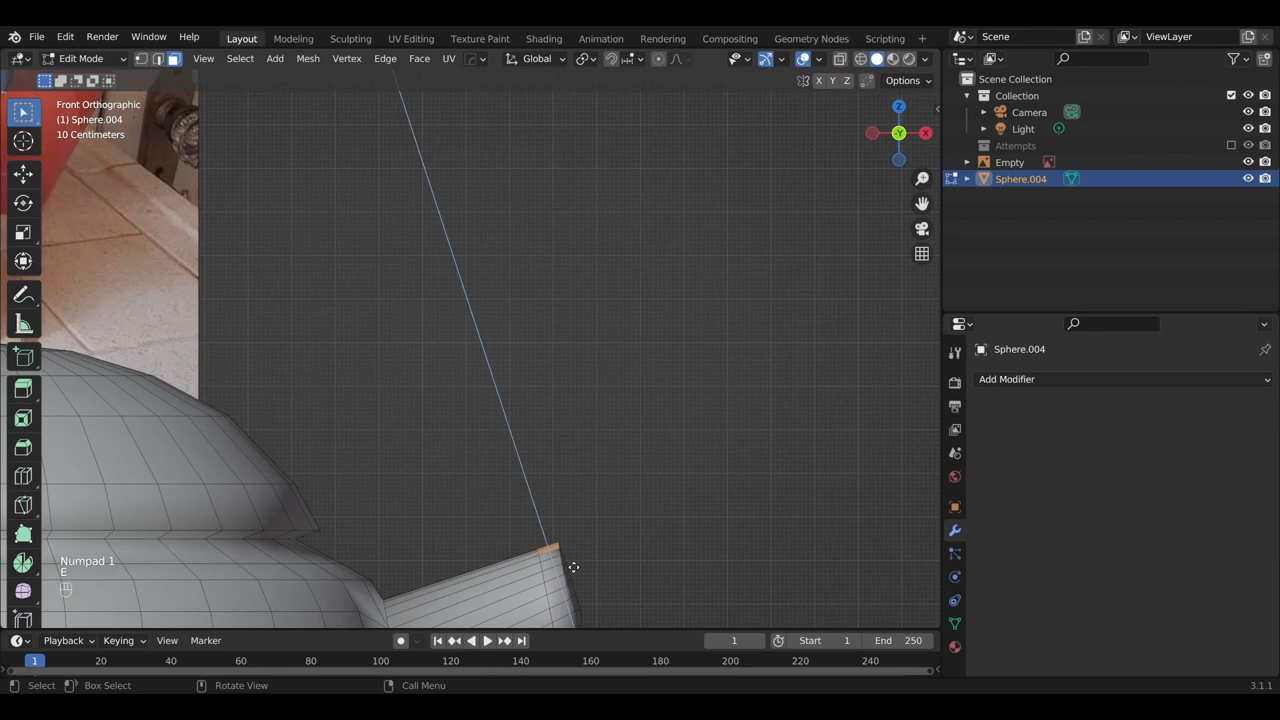 File Edit Render Window Help
Layout Modeling Sculpting UV Editing Texture Paint Shading Animation Rendering Compositing Geometry Nodes Scripting
Scene ViewLayer
Edit Mode View Select Add Mesh Vertex Edge Face UV Global
X Y Z Options
Front Orthographic
(1) Sphere.004
10 Centimeters
Z
-Y X
Scene Collection
Collection
Camera
Light
Attempts
Empty
Sphere.004
Sphere.004
Add Modifier
Numpad 1
E
Playback Keying View Marker 1 Start 1 End 250
1 20 40 60 80 100 120 140 160 180 200 220 240
Select Box Select Rotate View Call Menu 3.1.1